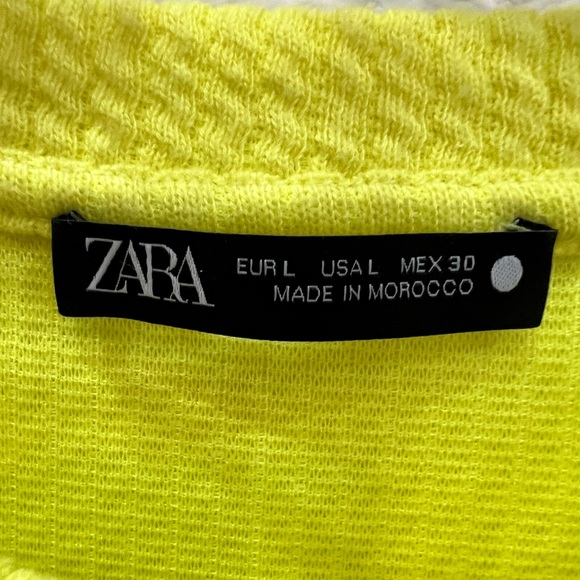 ZARA
EUR L USA L MEX 30
MADE IN MOROCCO